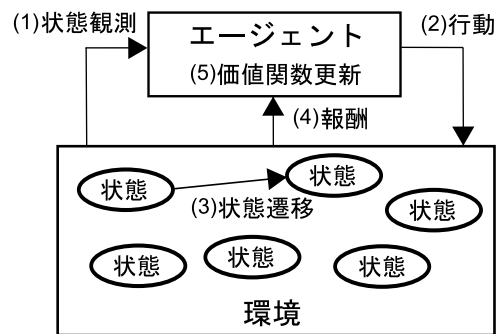 (1)状態観測
エージェント
(2)行動
(5)価値関数更新
(4)報酬
状態
状態
(3)状態遷移
状態
状態
状態
状態
環境